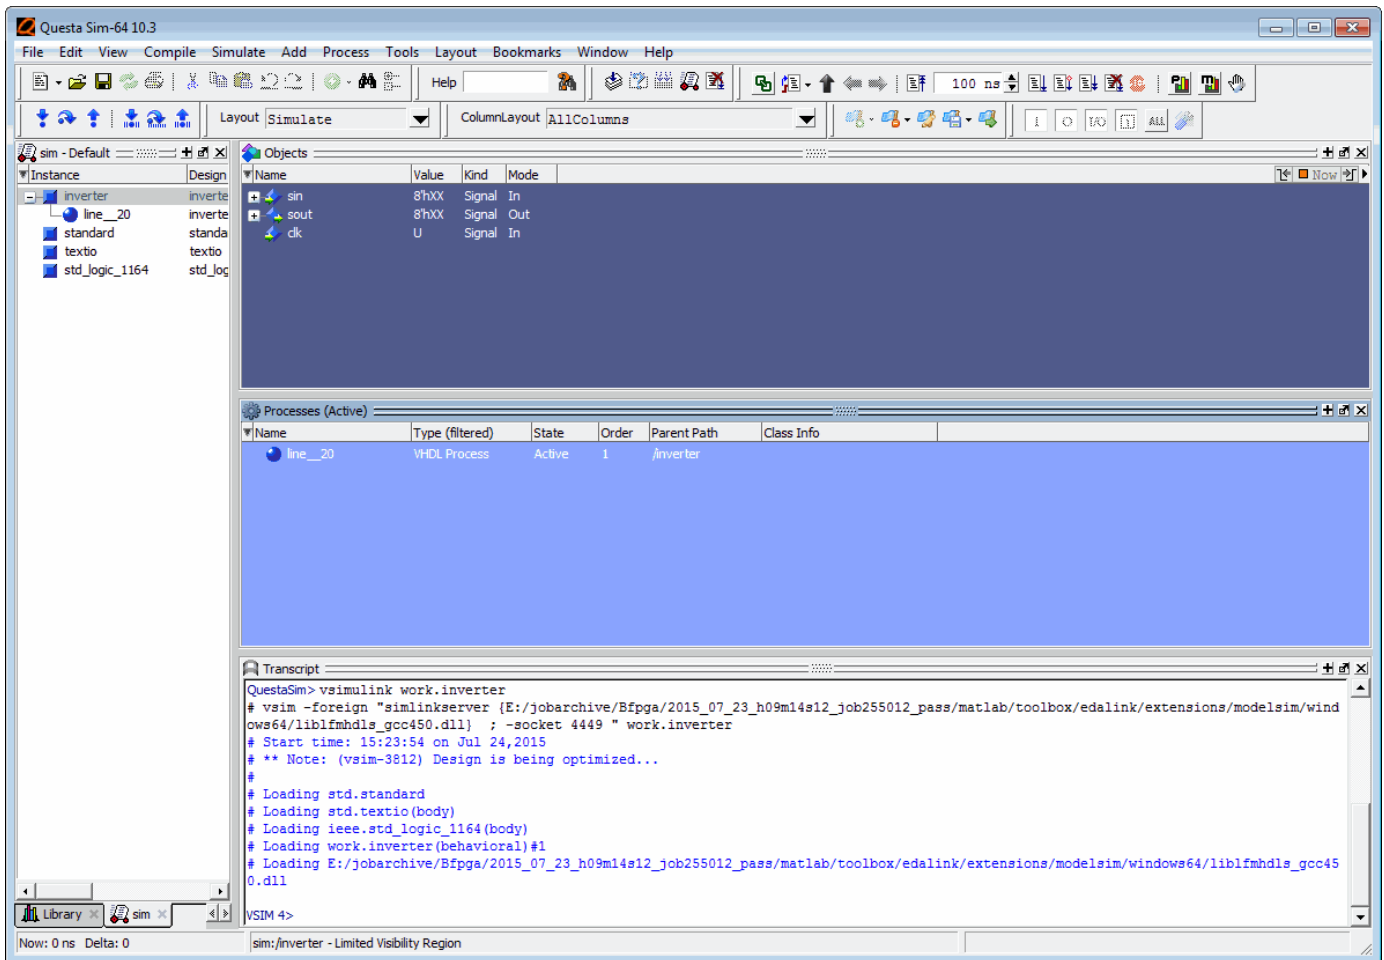 Questa Sim-64 10.3
File Edit View Compile Simulate Add Process Tools Layout Bookmarks Window Help
Help 100 ns
Layout Simulate ColumnLayout AllColumns
I O I/O ALL
sim - Default
Instance Design
inverter inverte
line__20 inverte
standard standa
textio textio
std_logic_1164 std_log
Library sim
Objects
Name Value Kind Mode Now
sin 8'hXX Signal In
sout 8'hXX Signal Out
clk U Signal In
Processes (Active)
Name Type (filtered) State Order Parent Path Class Info
line__20 VHDL Process Active 1 /inverter
Transcript
QuestaSim> vsimulink work.inverter
# vsim -foreign "simlinkserver {E:/jobarchive/Bfpga/2015_07_23_h09m14s12_job255012_pass/matlab/toolbox/edalink/extensions/modelsim/wind
ows64/liblfmhdls_gcc450.dll}  ; -socket 4449 " work.inverter
# Start time: 15:23:54 on Jul 24,2015
# ** Note: (vsim-3812) Design is being optimized...
#
# Loading std.standard
# Loading std.textio(body)
# Loading ieee.std_logic_1164(body)
# Loading work.inverter(behavioral)#1
# Loading E:/jobarchive/Bfpga/2015_07_23_h09m14s12_job255012_pass/matlab/toolbox/edalink/extensions/modelsim/windows64/liblfmhdls_gcc45
0.dll
VSIM 4>
Now: 0 ns Delta: 0 sim:/inverter - Limited Visibility Region